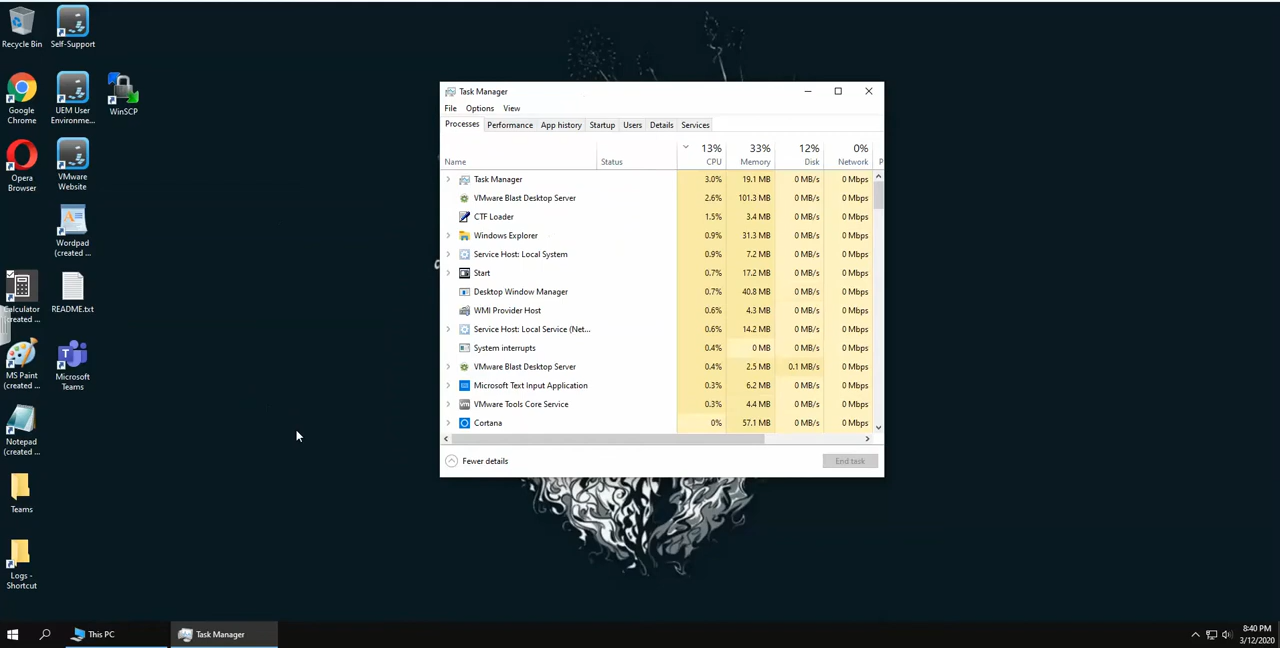 Recycle Bin
Self-Support
Google
Chrome
UEM User
Environme...
WinSCP
Opera
Browser
VMware
Website
Wordpad
(created ...
Calculator
(created ...
README.txt
MS Paint
(created ...
Microsoft
Teams
Notepad
(created ...
Teams
Logs -
Shortcut
Task Manager
File Options View
Processes Performance App history Startup Users Details Services
13% 33% 12% 0%
Name Status CPU Memory Disk Network P
Task Manager 3.0% 19.1 MB 0 MB/s 0 Mbps
VMware Blast Desktop Server 2.6% 101.3 MB 0 MB/s 0 Mbps
CTF Loader 1.5% 3.4 MB 0 MB/s 0 Mbps
Windows Explorer 0.9% 31.3 MB 0 MB/s 0 Mbps
Service Host: Local System 0.9% 7.2 MB 0 MB/s 0 Mbps
Start 0.7% 17.2 MB 0 MB/s 0 Mbps
Desktop Window Manager 0.7% 40.8 MB 0 MB/s 0 Mbps
WMI Provider Host 0.6% 4.3 MB 0 MB/s 0 Mbps
Service Host: Local Service (Net... 0.6% 14.2 MB 0 MB/s 0 Mbps
System interrupts 0.4% 0 MB 0 MB/s 0 Mbps
VMware Blast Desktop Server 0.4% 2.5 MB 0.1 MB/s 0 Mbps
Microsoft Text Input Application 0.3% 6.2 MB 0 MB/s 0 Mbps
vm VMware Tools Core Service 0.3% 4.4 MB 0 MB/s 0 Mbps
Cortana 0% 57.1 MB 0 MB/s 0 Mbps
Fewer details End task
This PC Task Manager
8:40 PM
3/12/2020